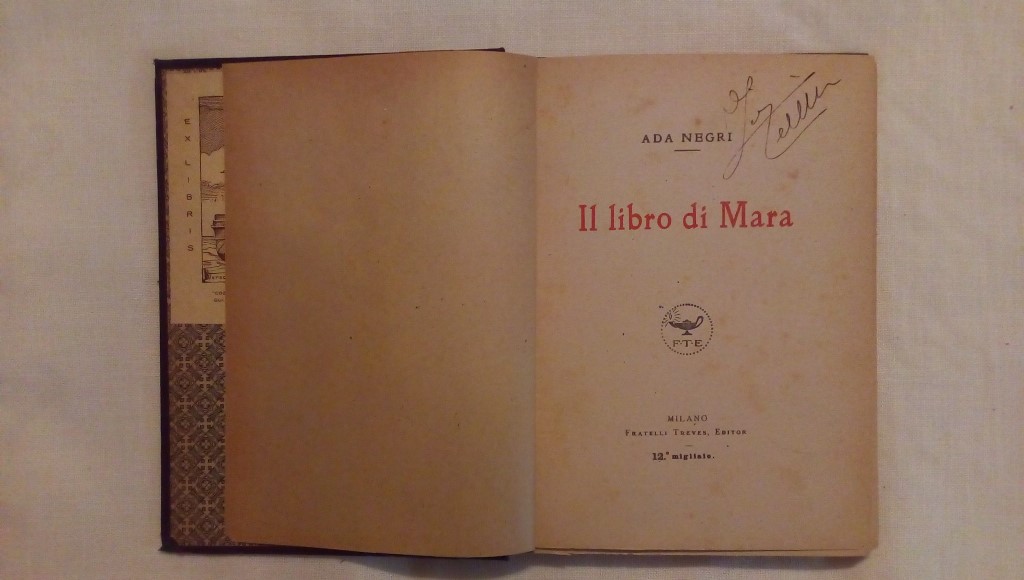 EX LIBRIS
ADA NEGRI
Il libro di Mara
F·T·E
MILANO
Fratelli Treves, Editori
12.° migliaio.